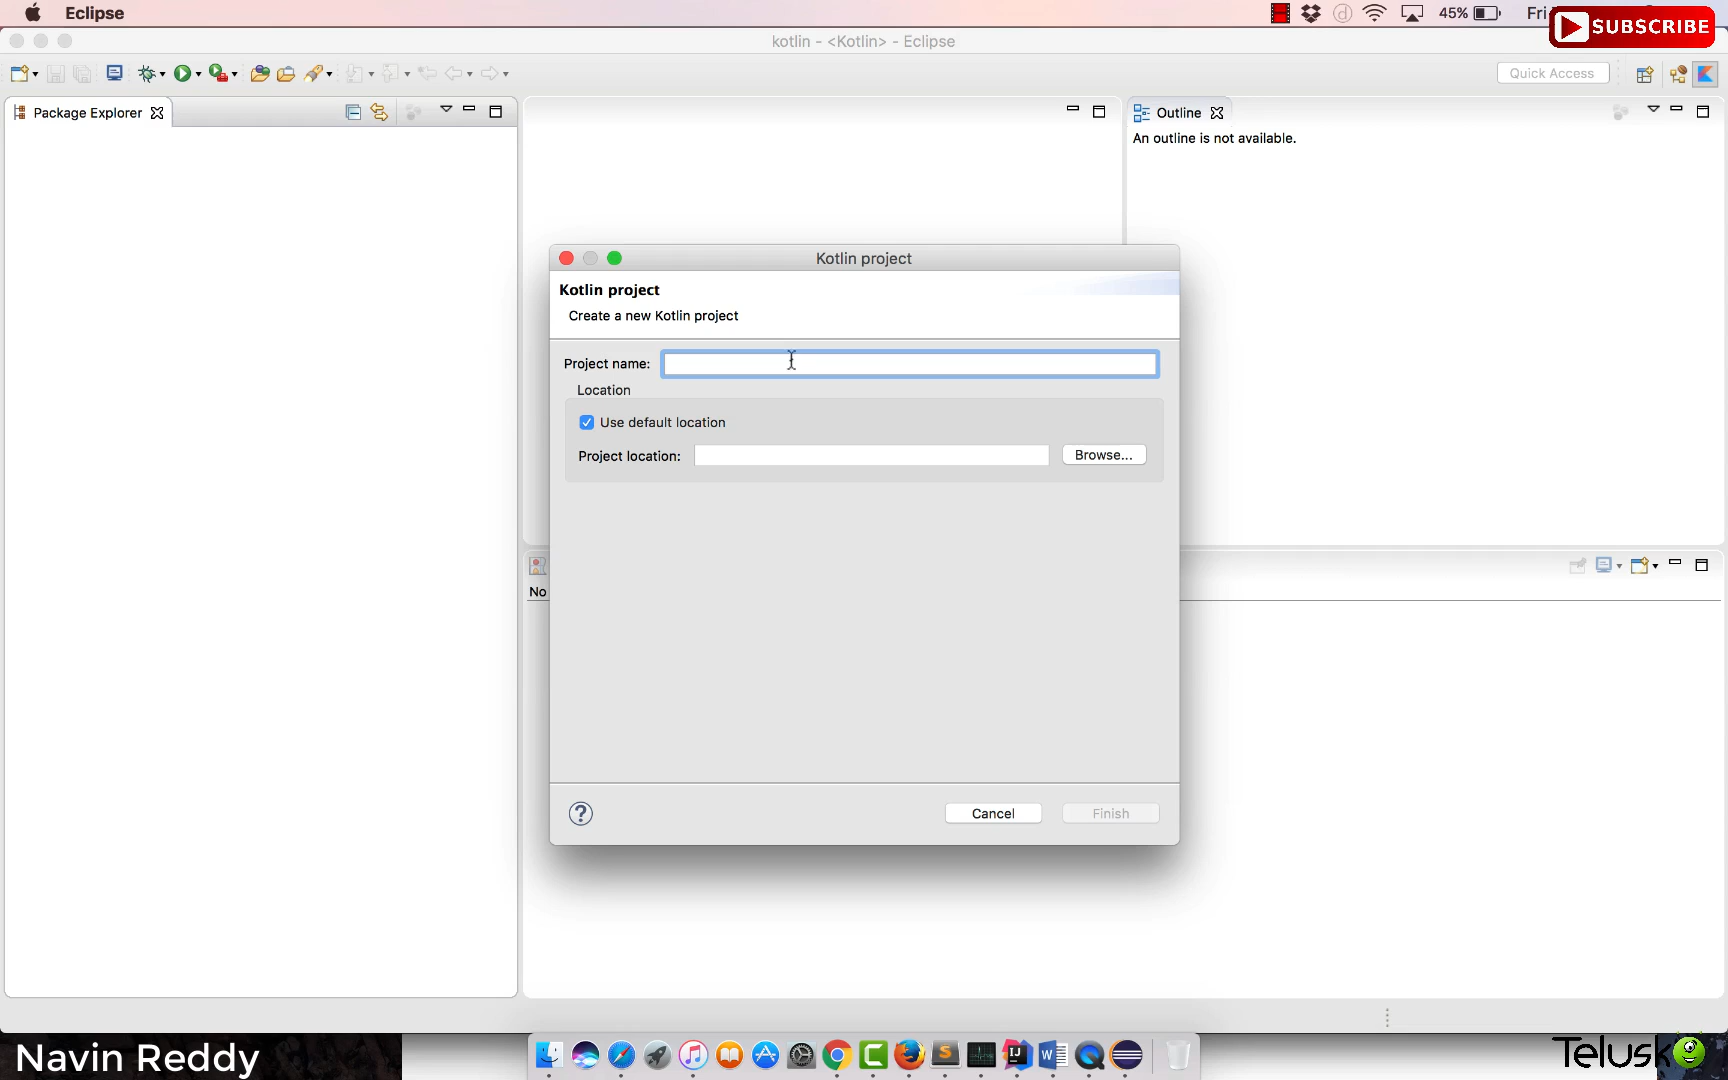 Eclipse
45%
Fri
SUBSCRIBE
kotlin - <Kotlin> - Eclipse
Quick Access
Package Explorer
Outline
An outline is not available.
Kotlin project
Kotlin project
Create a new Kotlin project
Project name:
Location
Use default location
Project location:
Browse...
No
?
Cancel
Finish
Navin Reddy
Telusko